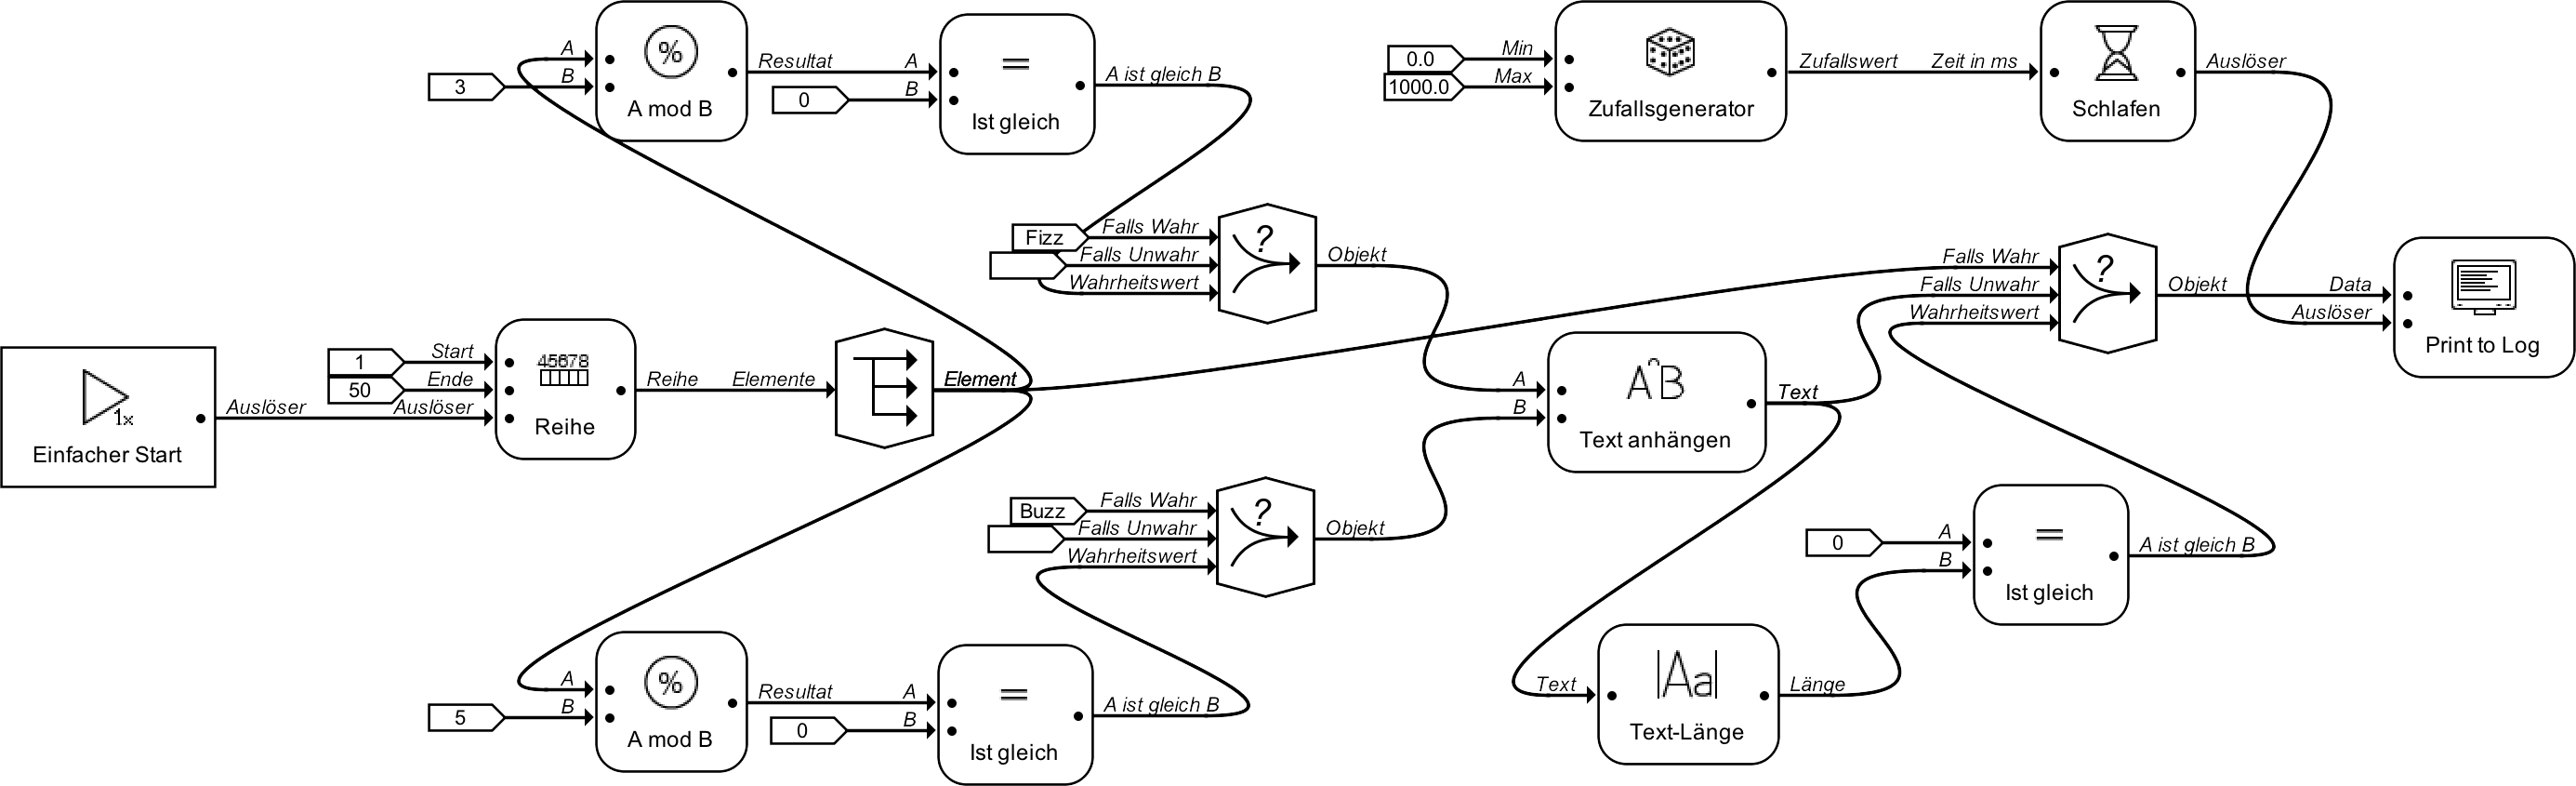 A
B
3
%
A mod B
Resultat
A
B
0
=
Ist gleich
A ist gleich B
0.0
1000.0
Min
Max
Zufallsgenerator
Zufallswert
Zeit in ms
Schlafen
Auslöser
Fizz
Falls Wahr
Falls Unwahr
Wahrheitswert
?
Objekt
Falls Wahr
Falls Unwahr
Wahrheitswert
?
Objekt
Data
Auslöser
Print to Log
1x
Einfacher Start
Auslöser
Auslöser
1
50
Start
Ende
45678
Reihe
Reihe
Elemente
Element
A
B
AˆB
Text anhängen
Text
Buzz
Falls Wahr
Falls Unwahr
Wahrheitswert
?
Objekt
0
A
B
=
Ist gleich
A ist gleich B
A
B
5
%
A mod B
Resultat
A
B
0
=
Ist gleich
A ist gleich B
Text
|Aa|
Text-Länge
Länge